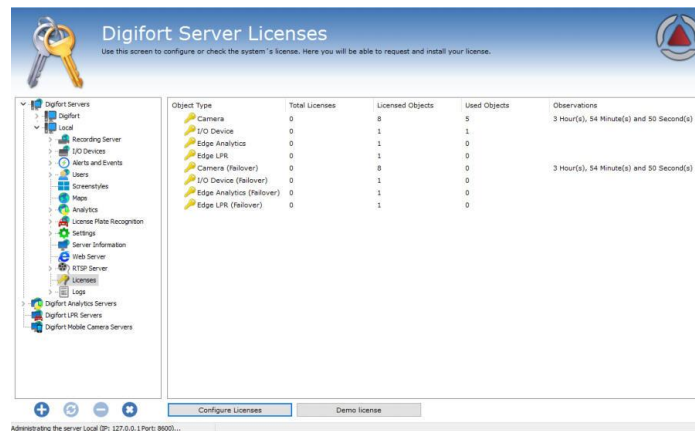 Digifort Server Licenses
Use this screen to configure or check the system´s license. Here you will be able to request and install your license.
Digifort Servers
Digifort
Local
Recording Server
I/O Devices
Alerts and Events
Users
Screenstyles
Maps
Analytics
License Plate Recognition
Settings
Server Information
Web Server
RTSP Server
Licenses
Logs
Digifort Analytics Servers
Digifort LPR Servers
Digifort Mobile Camera Servers
Object Type Total Licenses Licensed Objects Used Objects Observations
Camera 0 8 5 3 Hour(s), 54 Minute(s) and 50 Second(s)
I/O Device 0 1 1
Edge Analytics 0 1 0
Edge LPR 0 1 0
Camera (Failover) 0 8 0 3 Hour(s), 54 Minute(s) and 50 Second(s)
I/O Device (Failover) 0 1 0
Edge Analytics (Failover) 0 1 0
Edge LPR (Failover) 0 1 0
Configure Licenses Demo license
Administrating the server Local (IP: 127.0.0.1 Port: 8600)...